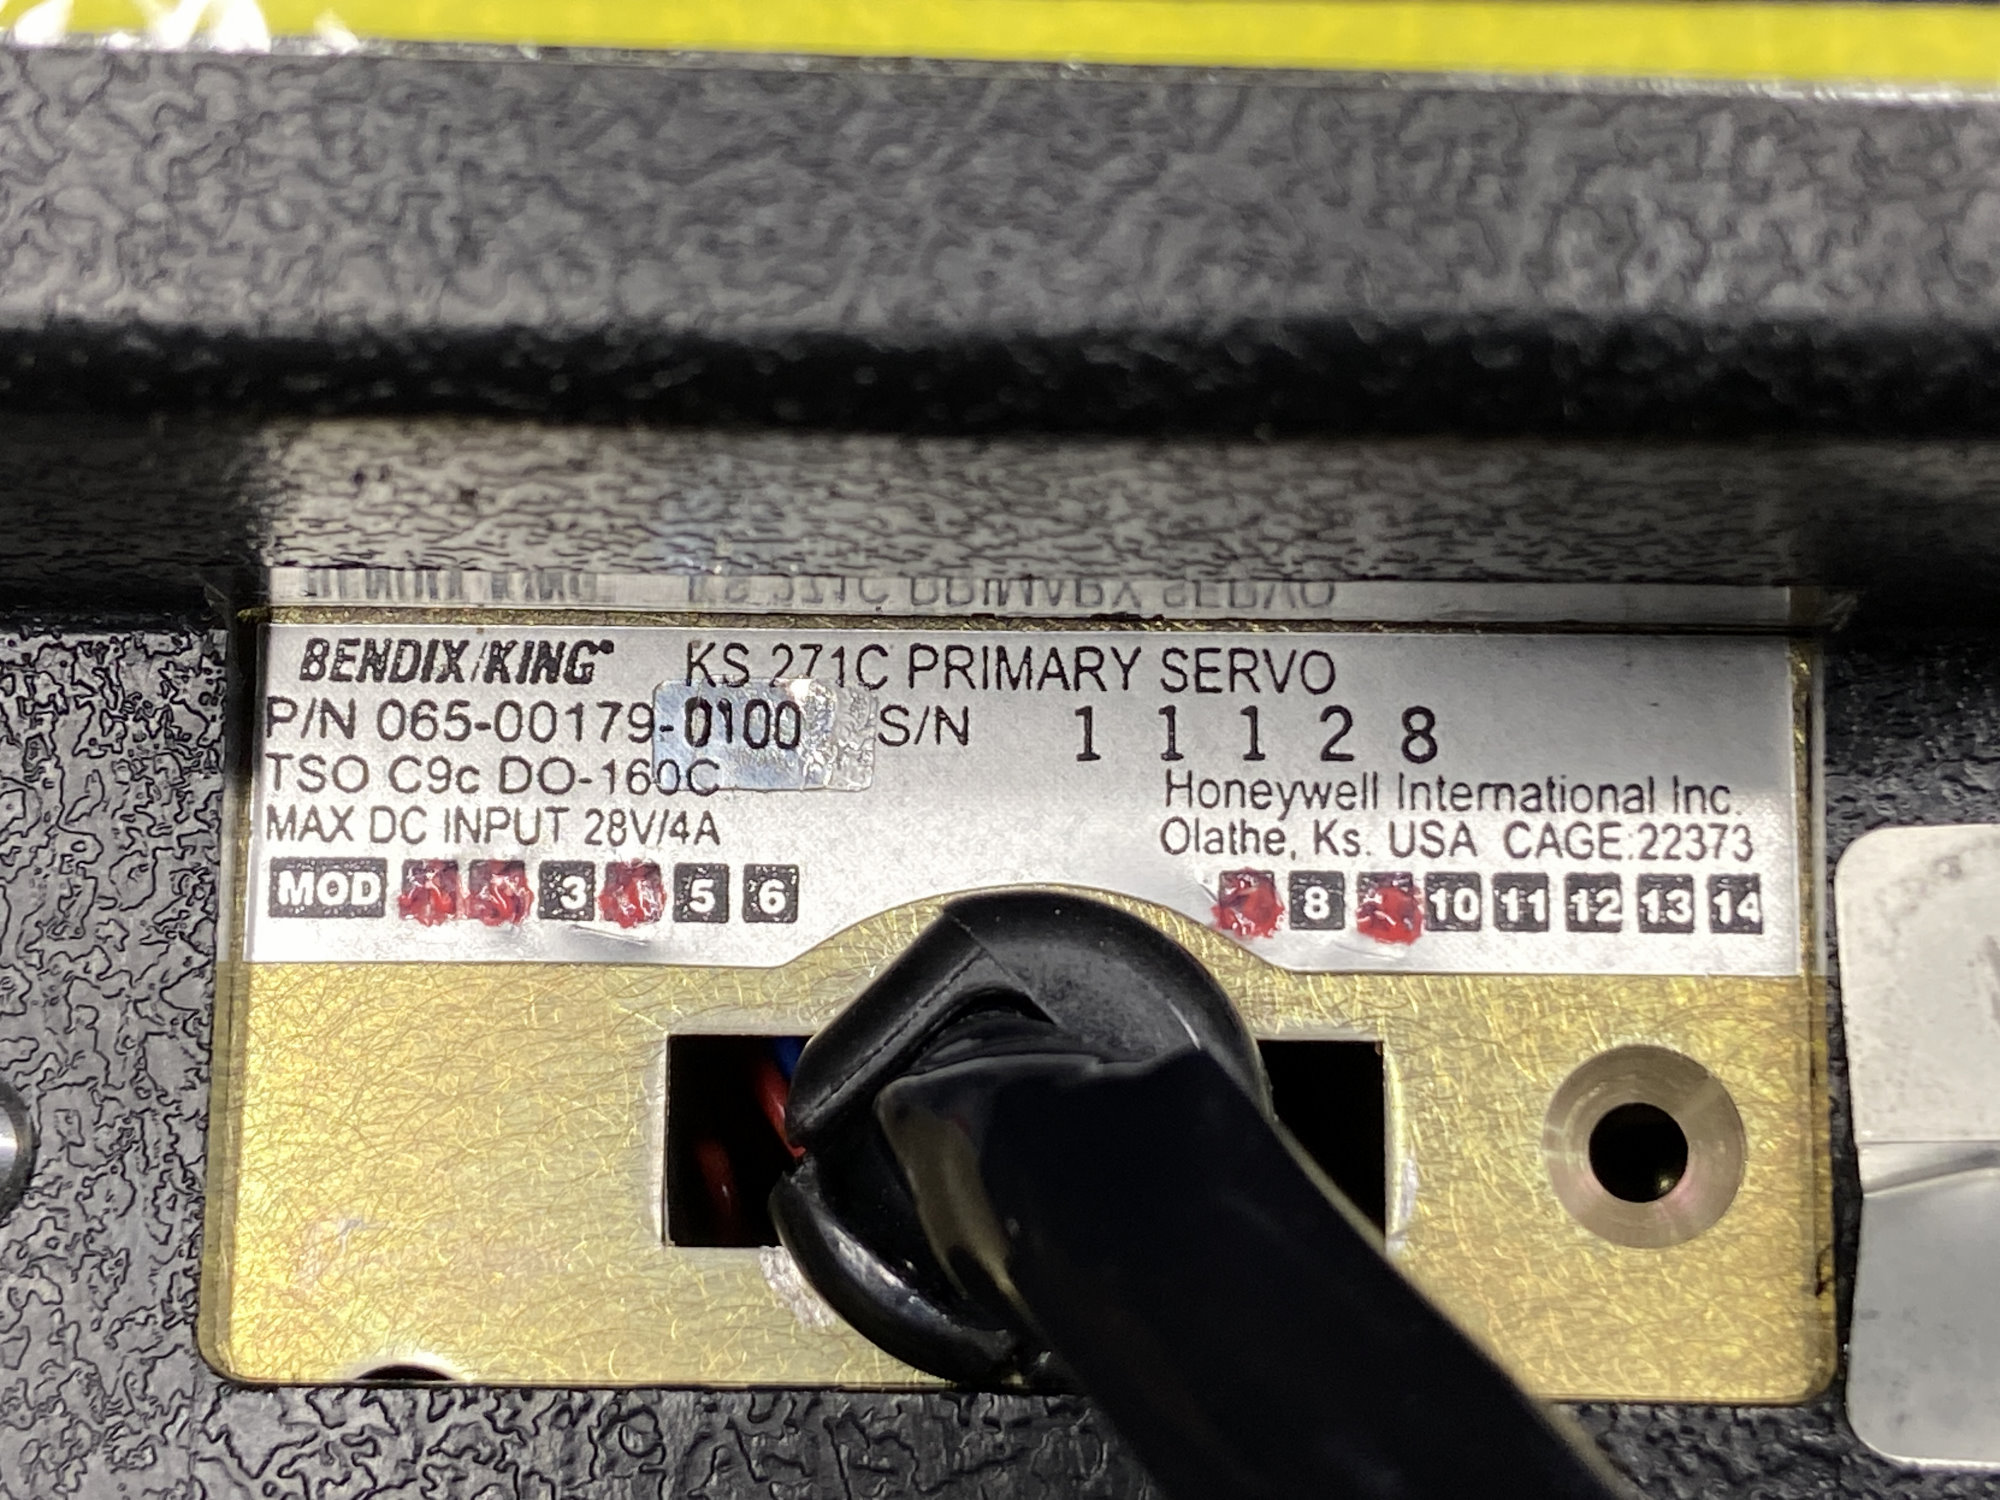 BENDIX/KING® KS 271C PRIMARY SERVO
P/N 065-00179-0100 S/N 11128
TSO C9c DO-160C
MAX DC INPUT 28V/4A
Honeywell International Inc.
Olathe, Ks. USA CAGE:22373
MOD 3 5 6 8 10 11 12 13 14